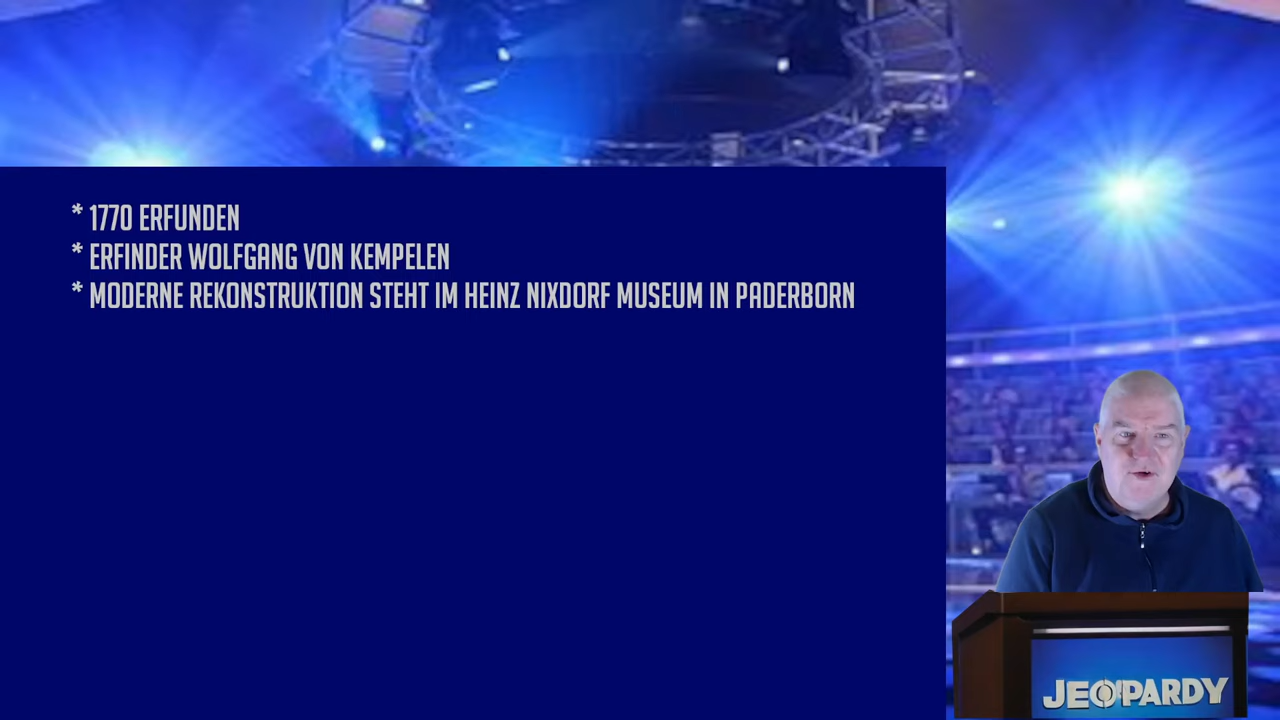 * 1770 ERFUNDEN
* ERFINDER WOLFGANG VON KEMPELEN
* MODERNE REKONSTRUKTION STEHT IM HEINZ NIXDORF MUSEUM IN PADERBORN
JEOPARDY